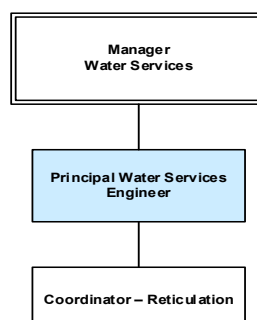 Manager
Water Services
Principal Water Services
Engineer
Coordinator – Reticulation